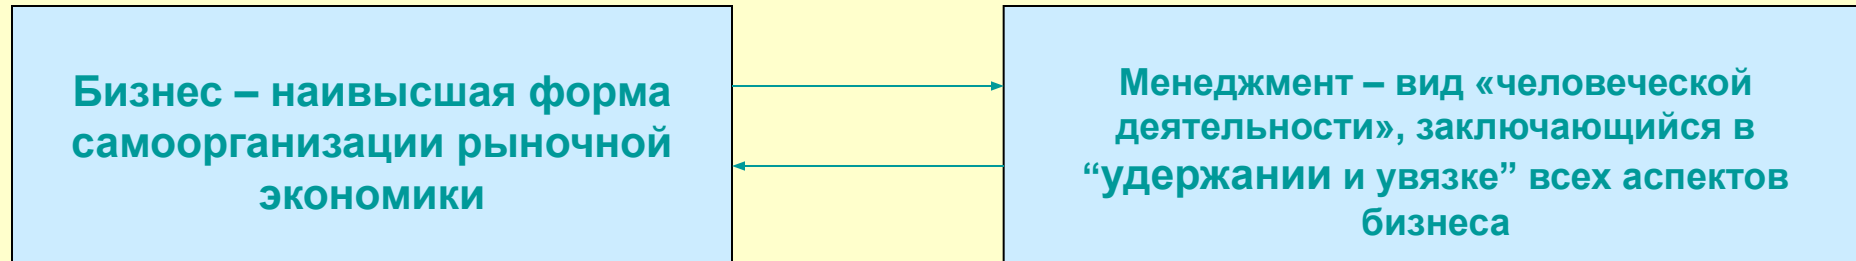 Бизнес – наивысшая форма
самоорганизации рыночной
экономики
Менеджмент – вид «человеческой
деятельности», заключающийся в
“удержании и увязке” всех аспектов
бизнеса